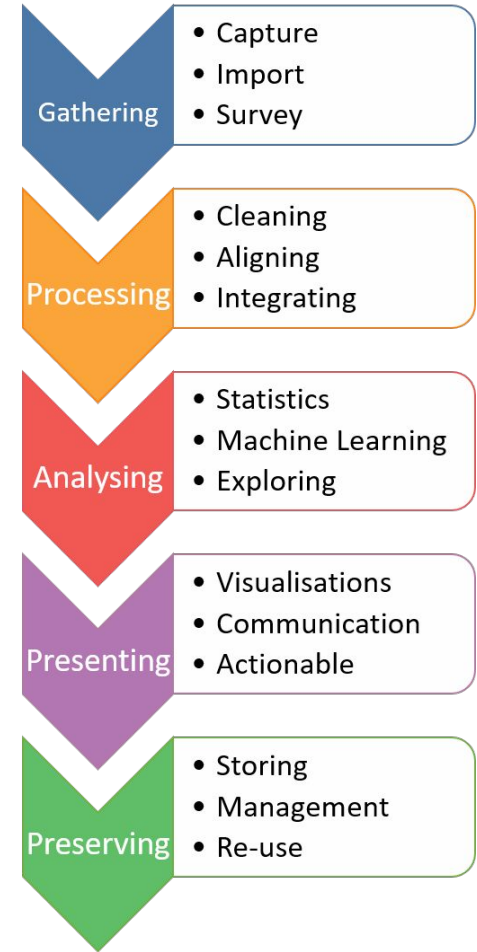 Gathering
• Capture
• Import
• Survey
Processing
• Cleaning
• Aligning
• Integrating
Analysing
• Statistics
• Machine Learning
• Exploring
Presenting
• Visualisations
• Communication
• Actionable
Preserving
• Storing
• Management
• Re-use